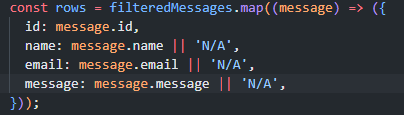 const rows = filteredMessages.map((message) => ({
  id: message.id,
  name: message.name || 'N/A',
  email: message.email || 'N/A',
  message: message.message || 'N/A',
}));